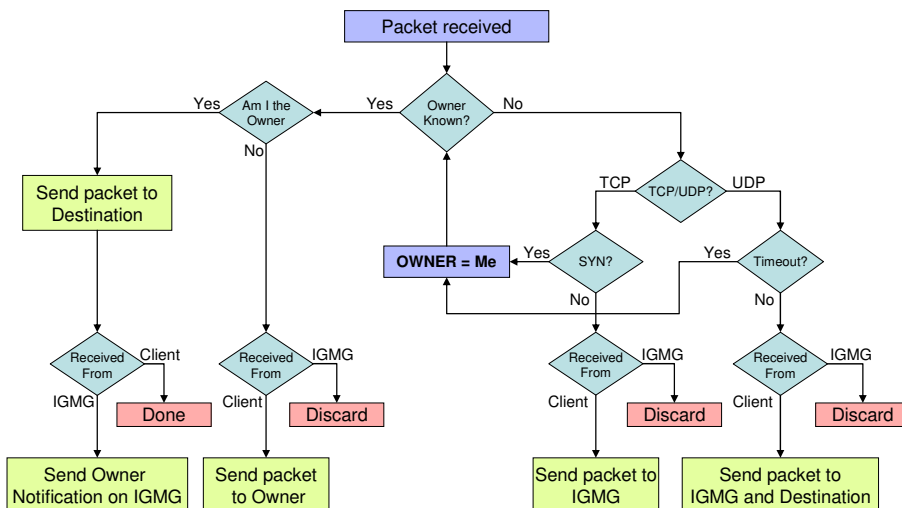 Packet received
Yes
Am I the
Owner
Yes
Owner
Known?
No
No
Send packet to
Destination
TCP
TCP/UDP?
UDP
OWNER = Me
Yes
SYN?
Yes
Timeout?
No
No
Received
From
Client
IGMG
Received
From
IGMG
Client
Received
From
IGMG
Client
Received
From
IGMG
Client
Done
Discard
Discard
Discard
Send Owner
Notification on IGMG
Send packet
to Owner
Send packet to
IGMG
Send packet to
IGMG and Destination